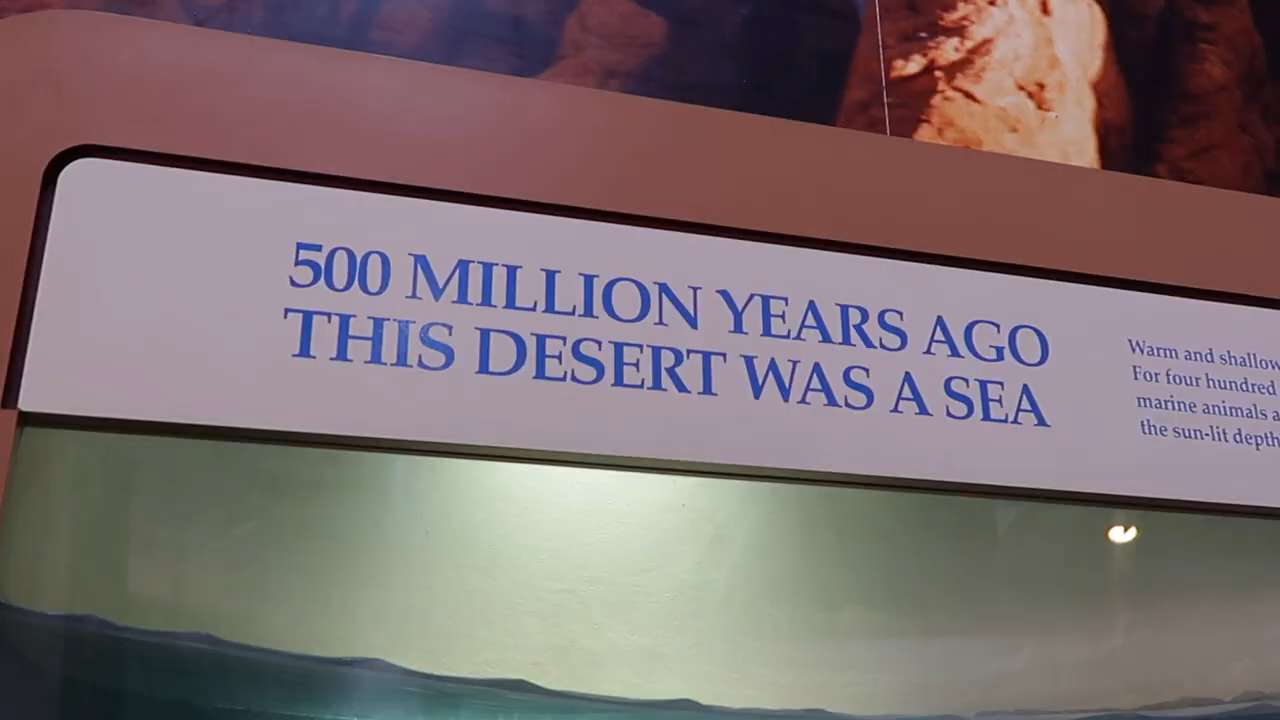 500 MILLION YEARS AGO
THIS DESERT WAS A SEA
Warm and shallow
For four hundred
marine animals a
the sun-lit depth